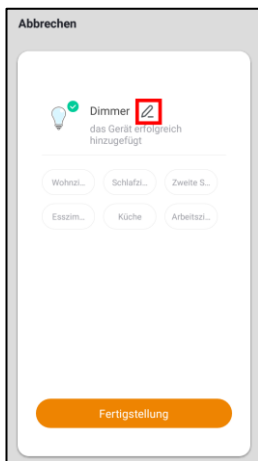 Abbrechen
Dimmer
das Gerät erfolgreich
hinzugefügt
Wohnzi... Schlafzi... Zweite S...
Esszim... Küche Arbeitszi...
Fertigstellung